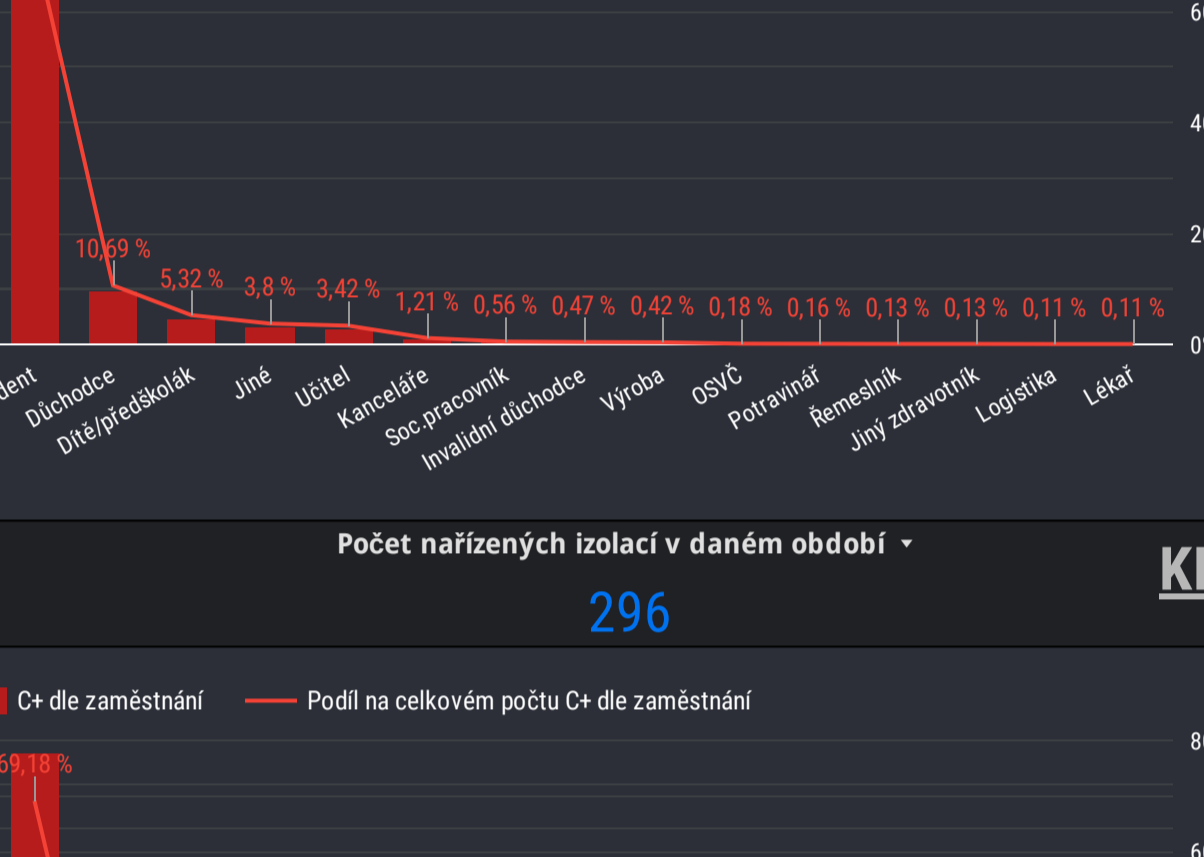 10,69 %
5,32 %
3,8 %
3,42 %
1,21 %
0,56 %
0,47 %
0,42 %
0,18 %
0,16 %
0,13 %
0,13 %
0,11 %
0,11 %
Důchodce
Dítě/předškolák
Jiné
Učitel
Kanceláře
Soc.pracovník
Invalidní důchodce
Výroba
OSVČ
Potravinář
Řemeslník
Jiný zdravotník
Logistika
Lékař
Počet nařízených izolací v daném období
296
C+ dle zaměstnání
Podíl na celkovém počtu C+ dle zaměstnání
69,18 %